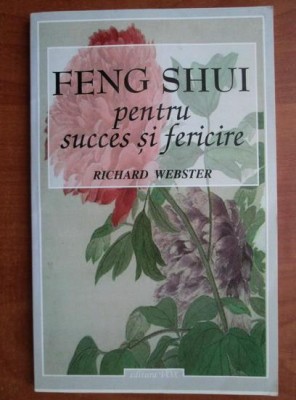 FENG SHUI
pentru
succes și fericire
RICHARD WEBSTER